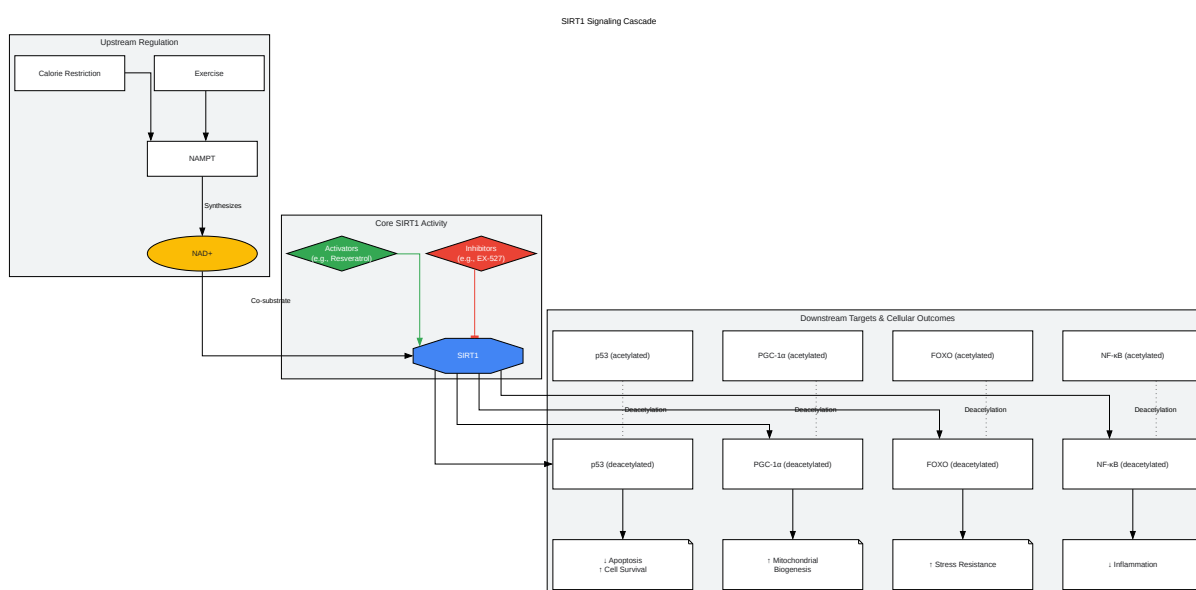 SIRT1 Signaling Cascade
Upstream Regulation
Calorie Restriction
Exercise
NAMPT
Synthesizes
NAD+
Co-substrate
Core SIRT1 Activity
Activators
(e.g., Resveratrol)
Inhibitors
(e.g., EX-527)
SIRT1
Downstream Targets & Cellular Outcomes
p53 (acetylated)
PGC-1α (acetylated)
FOXO (acetylated)
NF-κB (acetylated)
Deacetylation
Deacetylation
Deacetylation
Deacetylation
p53 (deacetylated)
PGC-1α (deacetylated)
FOXO (deacetylated)
NF-κB (deacetylated)
↓ Apoptosis
↑ Cell Survival
↑ Mitochondrial
Biogenesis
↑ Stress Resistance
↓ Inflammation